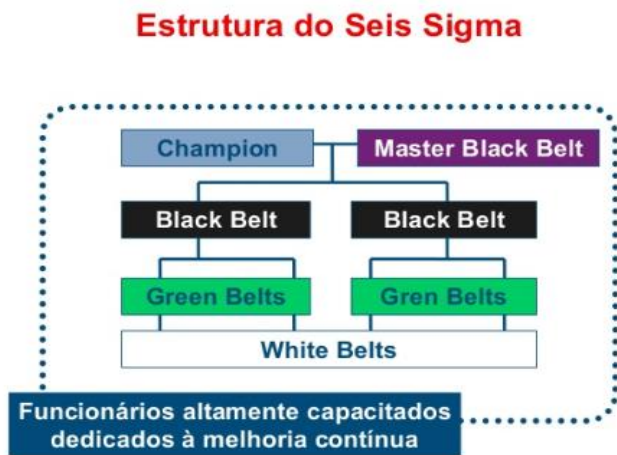 Estrutura do Seis Sigma
Champion
Master Black Belt
Black Belt
Black Belt
Green Belts
Gren Belts
White Belts
Funcionários altamente capacitados
dedicados à melhoria contínua